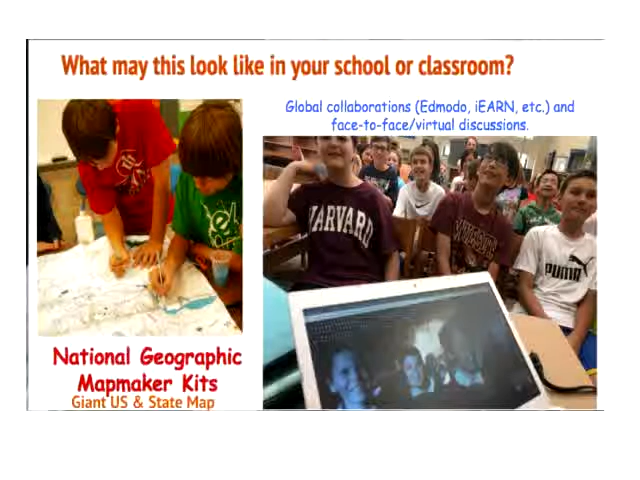 What may this look like in your school or classroom?
Global collaborations (Edmodo, iEARN, etc.) and
face-to-face/virtual discussions.
HARVARD
PUMA
National Geographic
Mapmaker Kits
Giant US & State Map